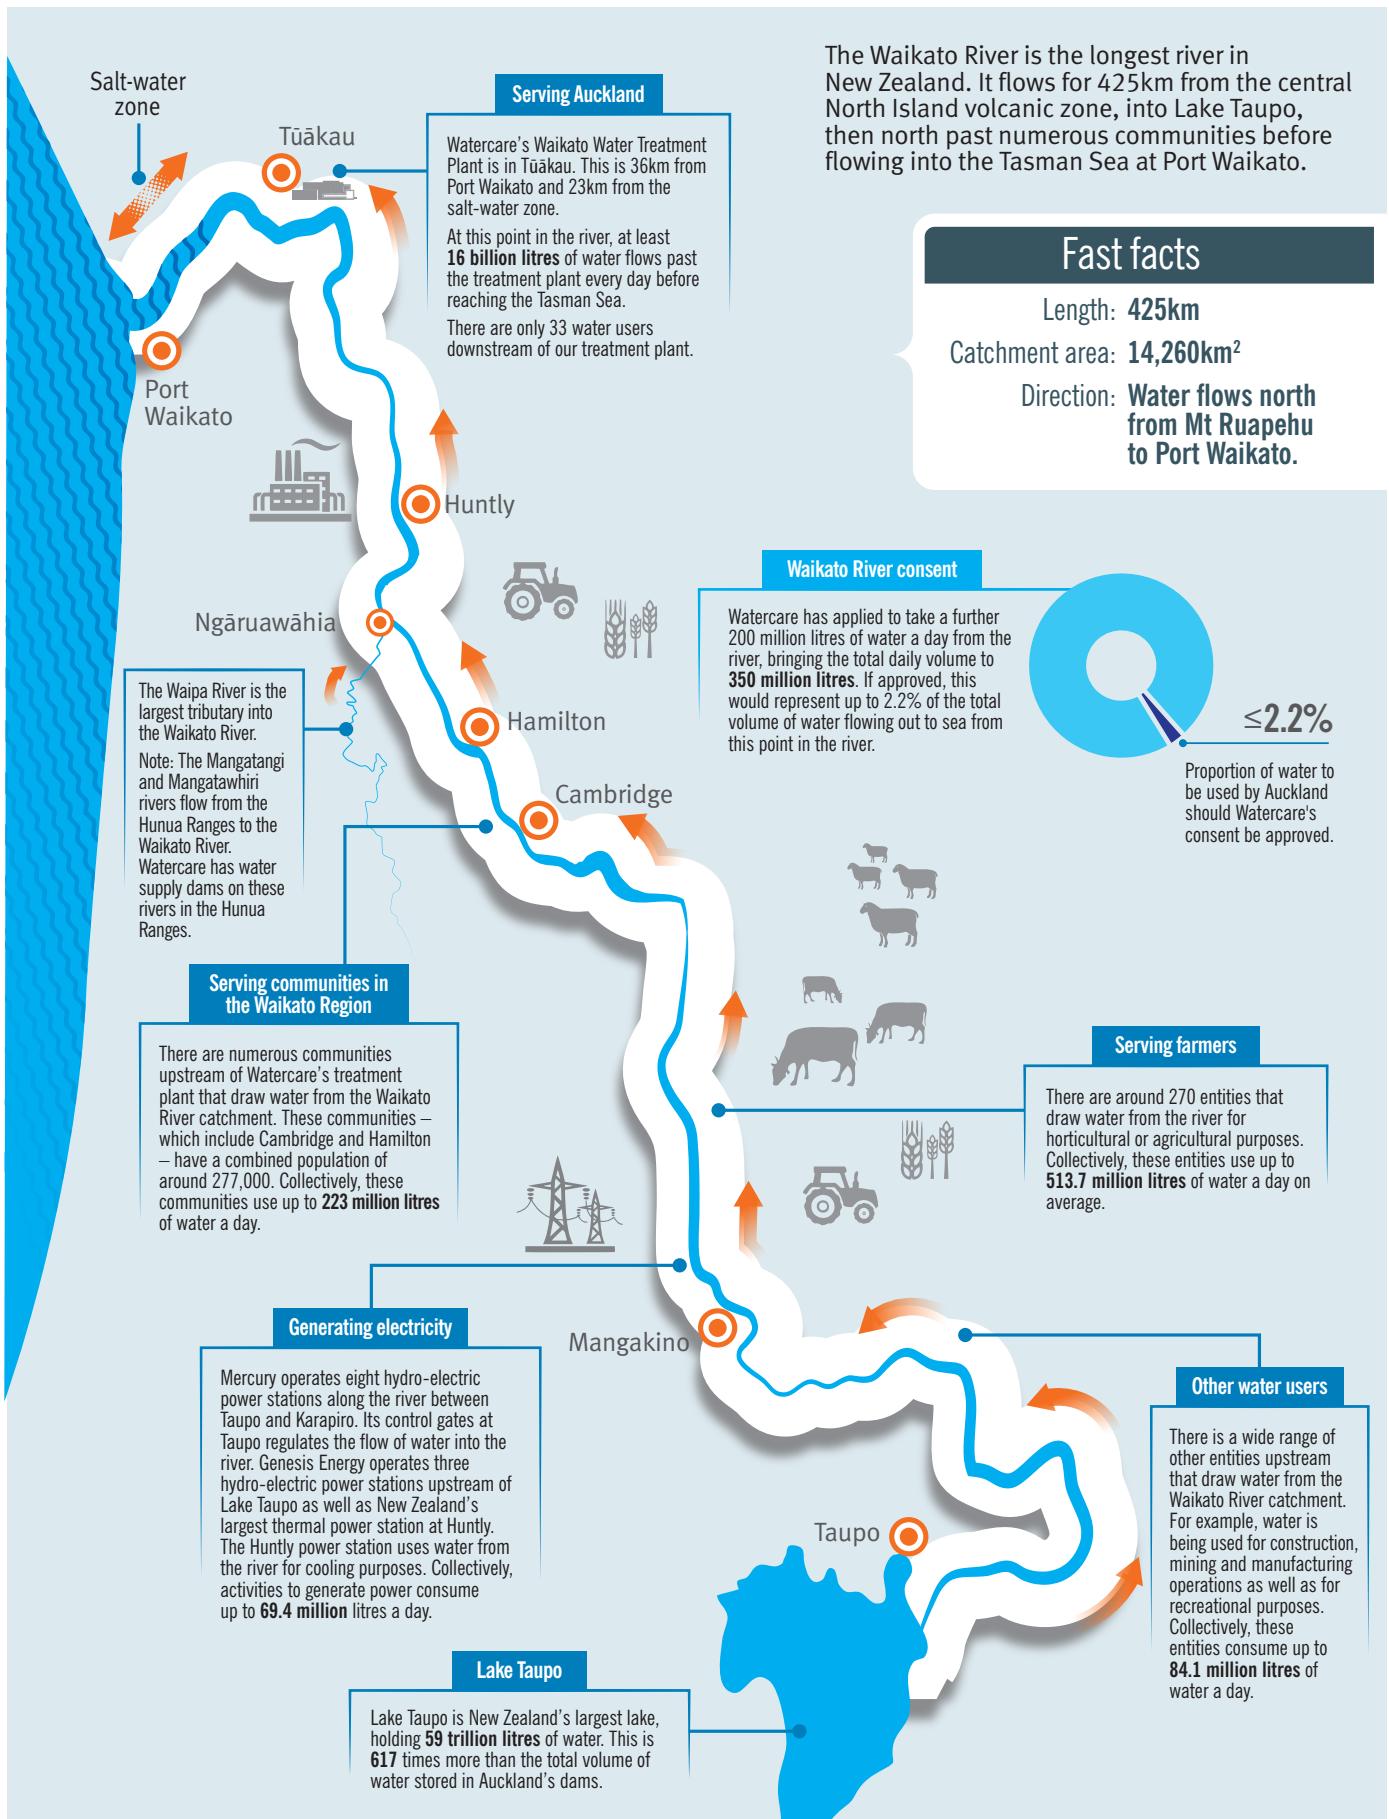 The Waikato River is the longest river in
New Zealand. It flows for 425km from the central
North Island volcanic zone, into Lake Taupo,
then north past numerous communities before
flowing into the Tasman Sea at Port Waikato.
Fast facts
Length: 425km
Catchment area: 14,260km²
Direction: Water flows north
from Mt Ruapehu
to Port Waikato.
Salt-water
zone
Tūākau
Serving Auckland
Watercare's Waikato Water Treatment
Plant is in Tūākau. This is 36km from
Port Waikato and 23km from the
salt-water zone.
At this point in the river, at least
16 billion litres of water flows past
the treatment plant every day before
reaching the Tasman Sea.
There are only 33 water users
downstream of our treatment plant.
Port
Waikato
Huntly
Ngāruawāhia
Waikato River consent
Watercare has applied to take a further
200 million litres of water a day from the
river, bringing the total daily volume to
350 million litres. If approved, this
would represent up to 2.2% of the total
volume of water flowing out to sea from
this point in the river.
≤2.2%
Proportion of water to
be used by Auckland
should Watercare's
consent be approved.
The Waipa River is the
largest tributary into
the Waikato River.
Note: The Mangatangi
and Mangatawhiri
rivers flow from the
Hunua Ranges to the
Waikato River.
Watercare has water
supply dams on these
rivers in the Hunua
Ranges.
Hamilton
Cambridge
Serving communities in
the Waikato Region
There are numerous communities
upstream of Watercare's treatment
plant that draw water from the Waikato
River catchment. These communities –
which include Cambridge and Hamilton
– have a combined population of
around 277,000. Collectively, these
communities use up to 223 million litres
of water a day.
Serving farmers
There are around 270 entities that
draw water from the river for
horticultural or agricultural purposes.
Collectively, these entities use up to
513.7 million litres of water a day on
average.
Generating electricity
Mercury operates eight hydro-electric
power stations along the river between
Taupo and Karapiro. Its control gates at
Taupo regulates the flow of water into the
river. Genesis Energy operates three
hydro-electric power stations upstream of
Lake Taupo as well as New Zealand's
largest thermal power station at Huntly.
The Huntly power station uses water from
the river for cooling purposes. Collectively,
activities to generate power consume
up to 69.4 million litres a day.
Mangakino
Other water users
There is a wide range of
other entities upstream
that draw water from the
Waikato River catchment.
For example, water is
being used for construction,
mining and manufacturing
operations as well as for
recreational purposes.
Collectively, these
entities consume up to
84.1 million litres of
water a day.
Taupo
Lake Taupo
Lake Taupo is New Zealand's largest lake,
holding 59 trillion litres of water. This is
617 times more than the total volume of
water stored in Auckland's dams.